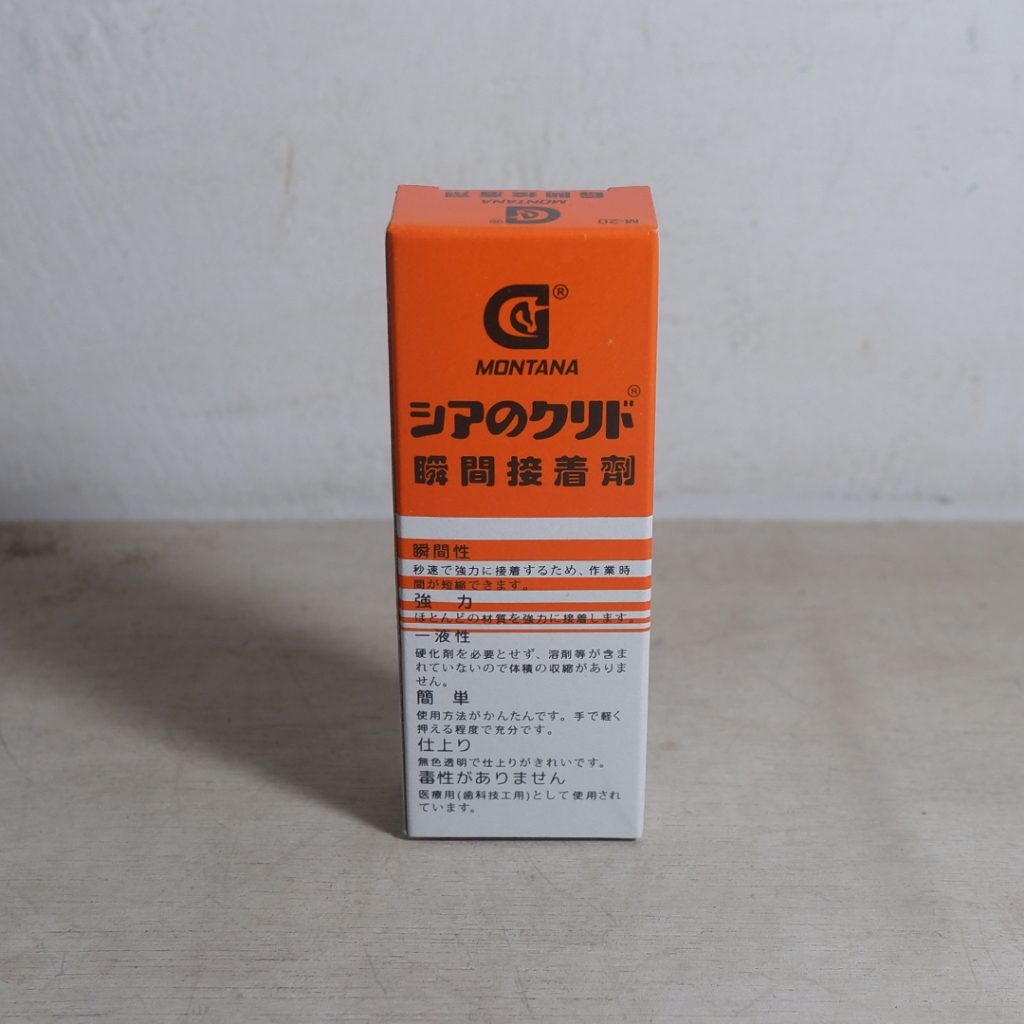 瞬間接着剤
MONTANA
G®
M-20
G®
MONTANA
シアのクリド®
瞬間接着劑
瞬間性
秒速で強力に接着するため、作業時
間が短縮できます。
強 力
ほとんどの材質を強力に接着します。
一液性
硬化剤を必要とせず、溶剤等が含ま
れていないので体積の収縮がありま
せん。
簡 単
使用方法がかんたんです。手で軽く
押える程度で充分です。
仕上り
無色透明で仕上りがきれいです。
毒性がありません
医療用(歯科技工用)として使用され
ています。